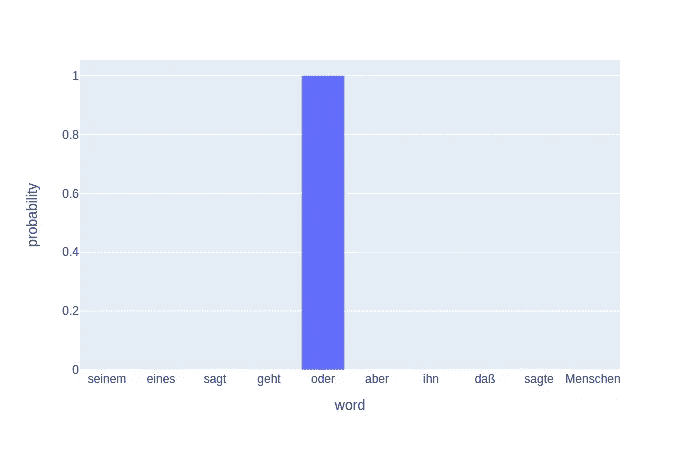 probability
1
0.8
0.6
0.4
0.2
0
seinem eines sagt geht oder aber ihn daß sagte Menschen
word